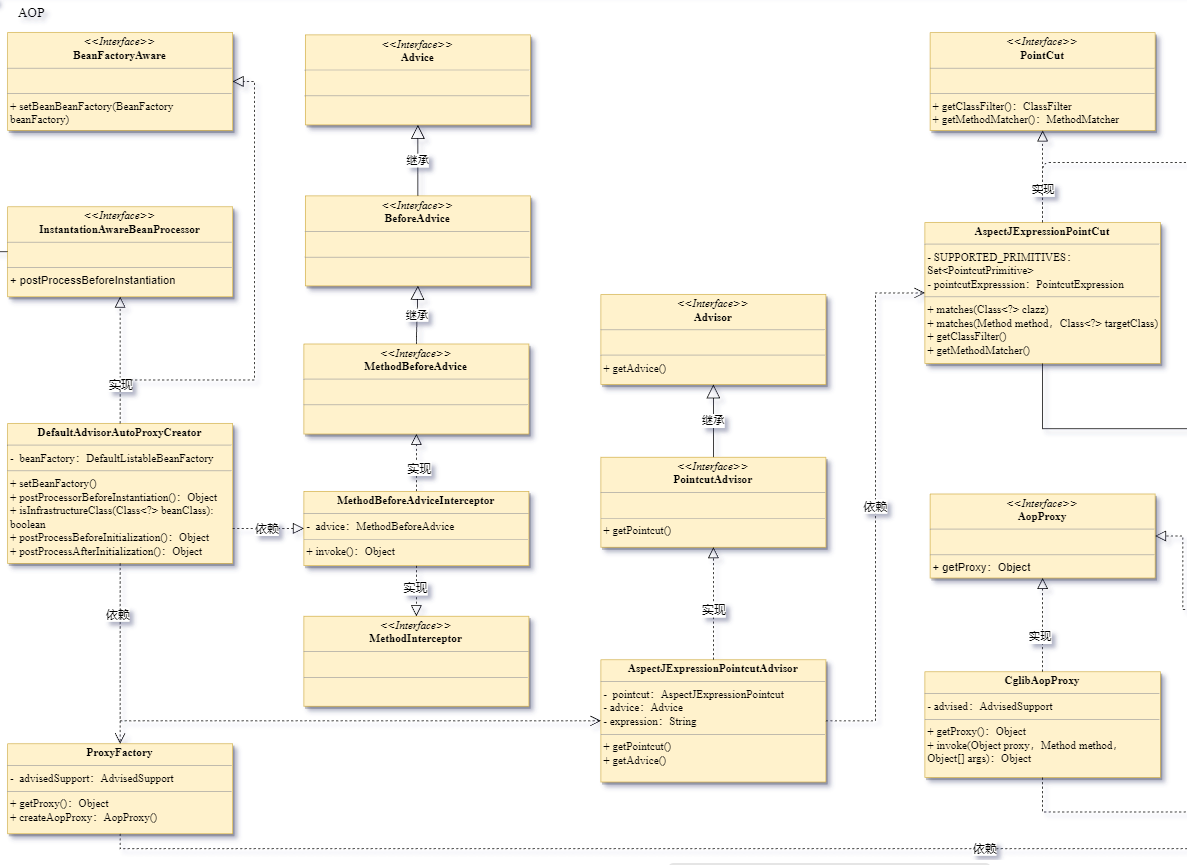 AOP
<<Interface>>
BeanFactoryAware
+ setBeanBeanFactory(BeanFactory
beanFactory)
<<Interface>>
InstantationAwareBeanProcessor
+ postProcessBeforeInstantiation
实现
DefaultAdvisorAutoProxyCreator
- beanFactory：DefaultListableBeanFactory
+ setBeanFactory()
+ postProcessorBeforeInstantiation()：Object
+ isInfrastructureClass(Class<?> beanClass):
boolean
+ postProcessBeforeInitialization()：Object
+ postProcessAfterInitialization()：Object
依赖
依赖
ProxyFactory
- advisedSupport：AdvisedSupport
+ getProxy()：Object
+ createAopProxy：AopProxy()
<<Interface>>
Advice
继承
<<Interface>>
BeforeAdvice
继承
<<Interface>>
MethodBeforeAdvice
实现
MethodBeforeAdviceInterceptor
- advice：MethodBeforeAdvice
+ invoke()：Object
实现
<<Interface>>
MethodInterceptor
<<Interface>>
Advisor
+ getAdvice()
继承
<<Interface>>
PointcutAdvisor
+ getPointcut()
实现
AspectJExpressionPointcutAdvisor
- pointcut：AspectJExpressionPointcut
- advice：Advice
- expression：String
+ getPointcut()
+ getAdvice()
依赖
<<Interface>>
PointCut
+ getClassFilter()：ClassFilter
+ getMethodMatcher()：MethodMatcher
实现
AspectJExpressionPointCut
- SUPPORTED_PRIMITIVES：
Set<PointcutPrimitive>
- pointcutExpresssion：PointcutExpression
+ matches(Class<?> clazz)
+ matches(Method method，Class<?> targetClass)
+ getClassFilter()
+ getMethodMatcher()
<<Interface>>
AopProxy
+ getProxy：Object
实现
CglibAopProxy
- advised：AdvisedSupport
+ getProxy()：Object
+ invoke(Object proxy，Method method，
Object[] args)：Object
依赖